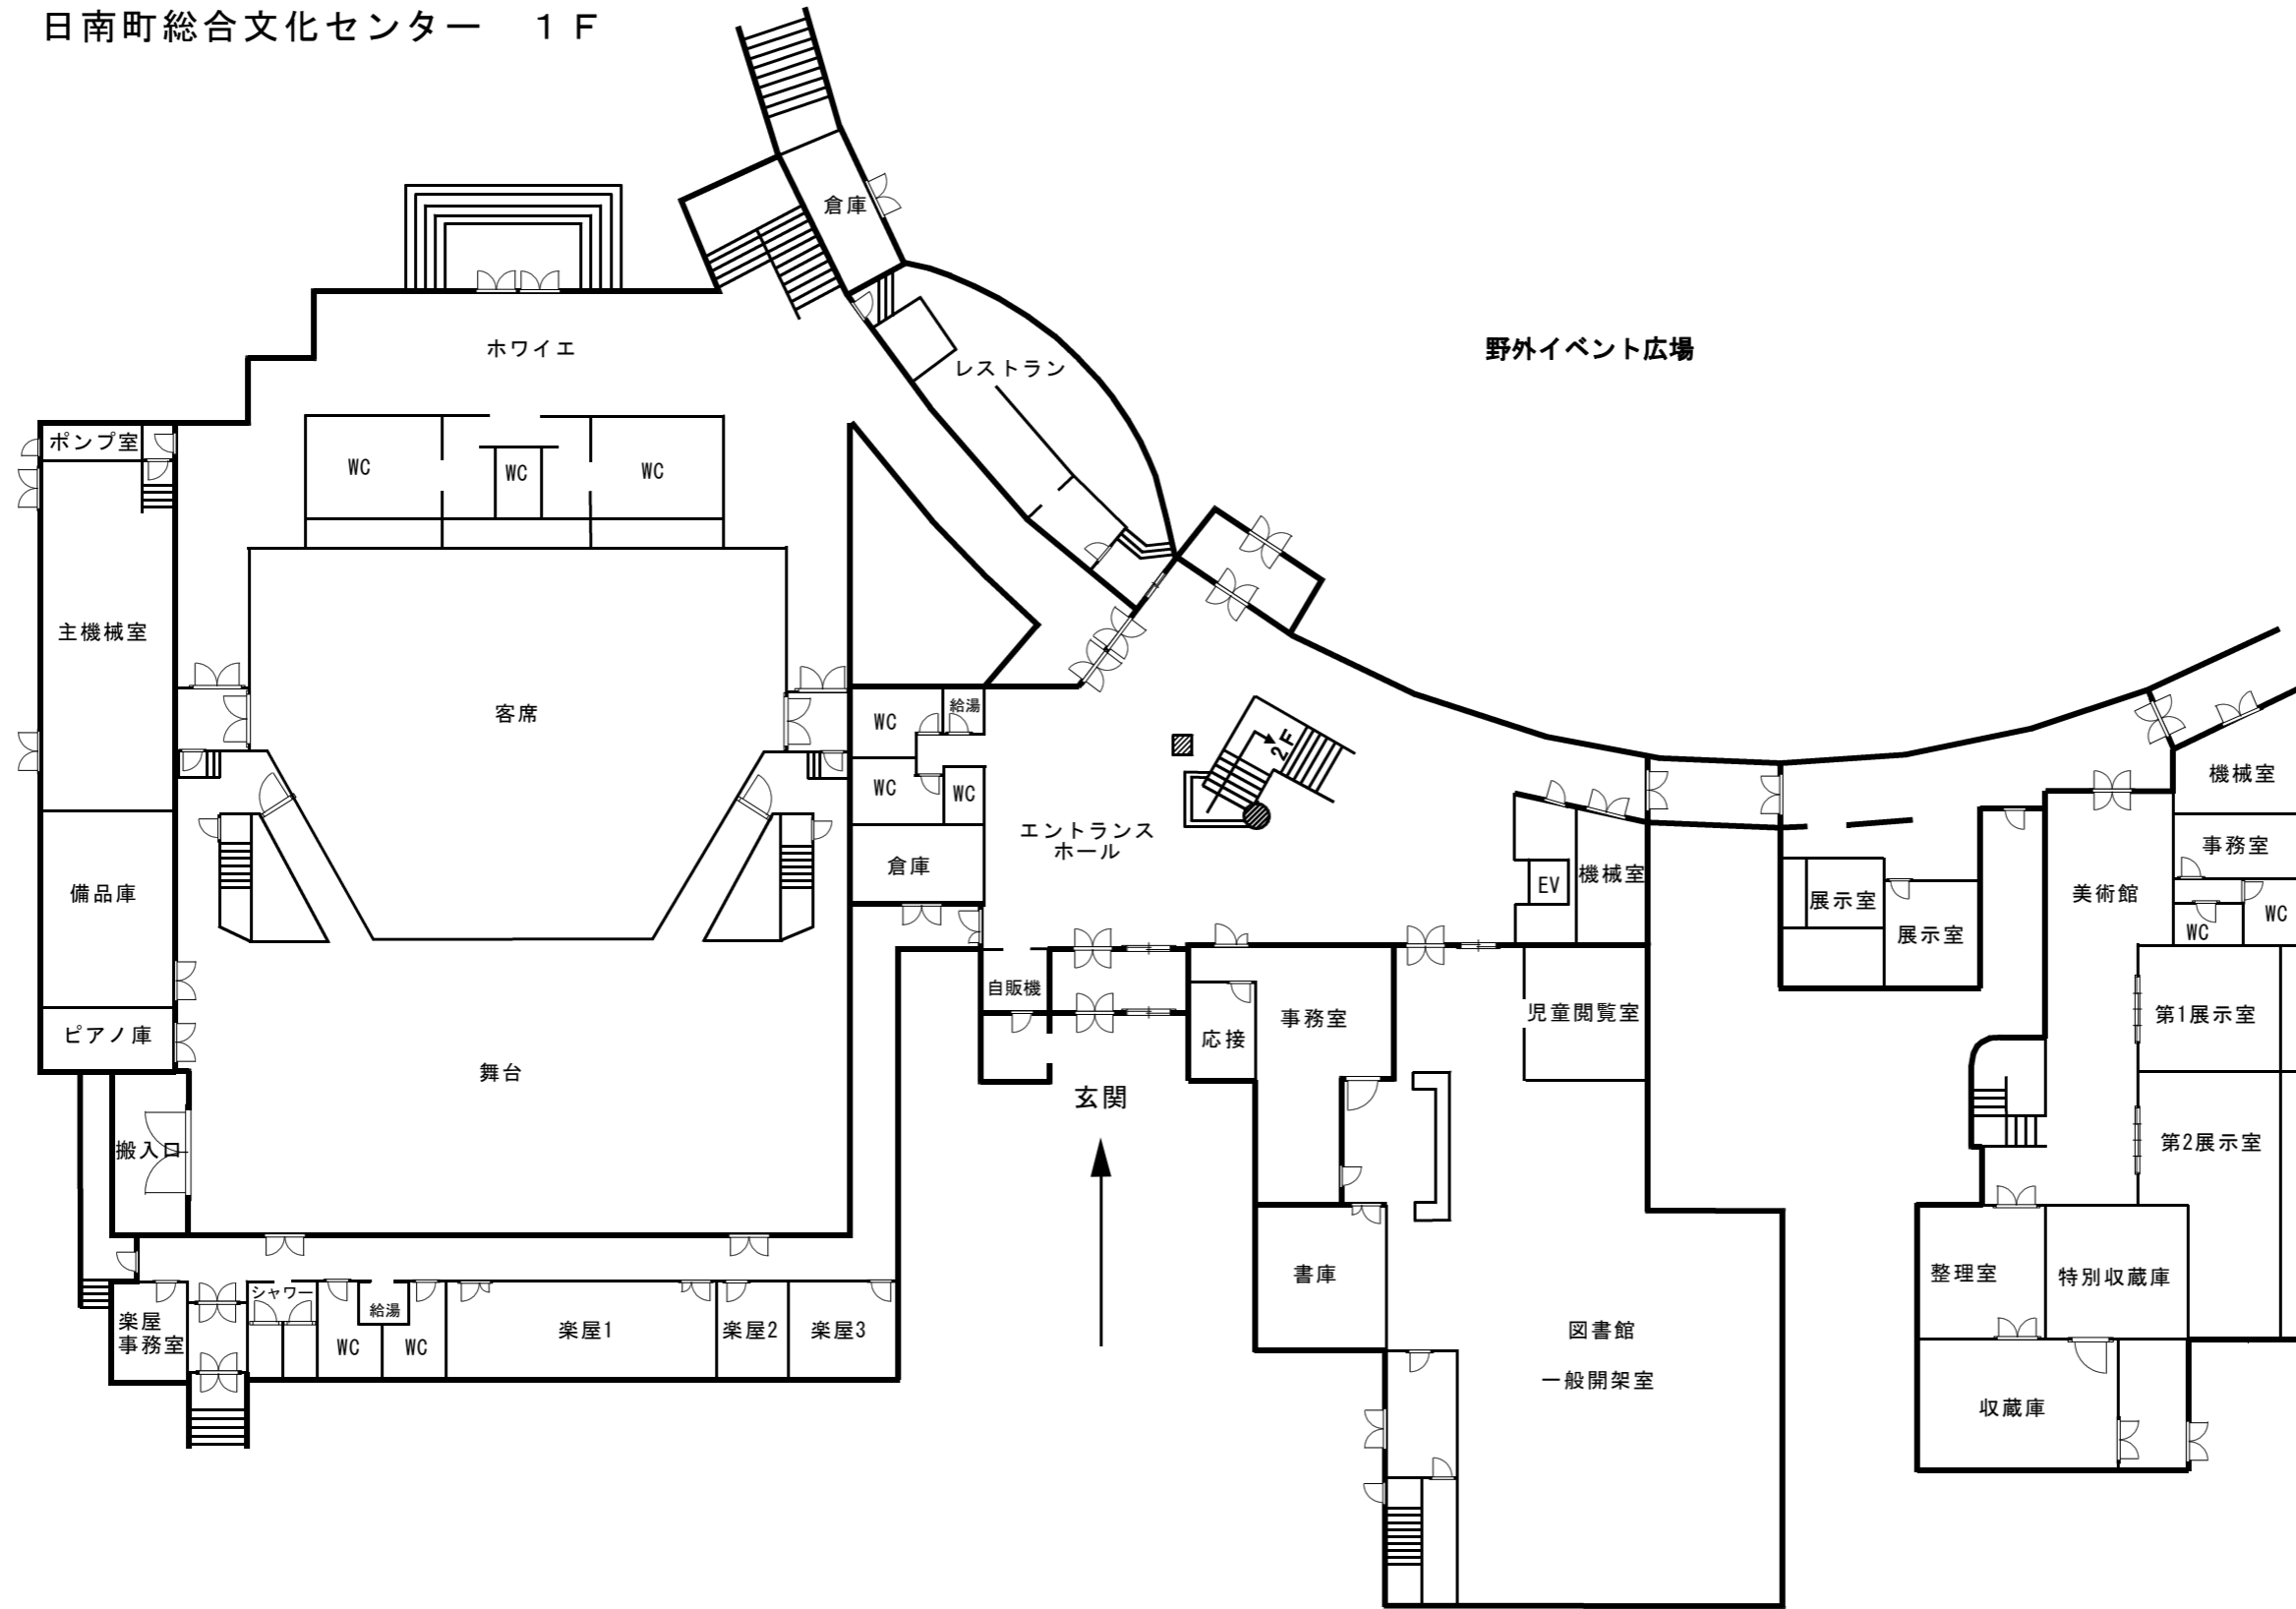 日南町総合文化センター　１Ｆ
倉庫
野外イベント広場
ホワイエ
レストラン
ポンプ室
WC
WC
WC
主機械室
客席
WC
給湯
2F
機械室
WC
WC
エントランス
ホール
倉庫
EV
機械室
事務室
展示室
美術館
備品庫
展示室
WC
WC
自販機
児童閲覧室
第1展示室
ピアノ庫
応接
事務室
舞台
玄関
搬入口
第2展示室
書庫
整理室
特別収蔵庫
シャワー
給湯
楽屋
事務室
WC
WC
楽屋1
楽屋2
楽屋3
図書館
一般開架室
収蔵庫